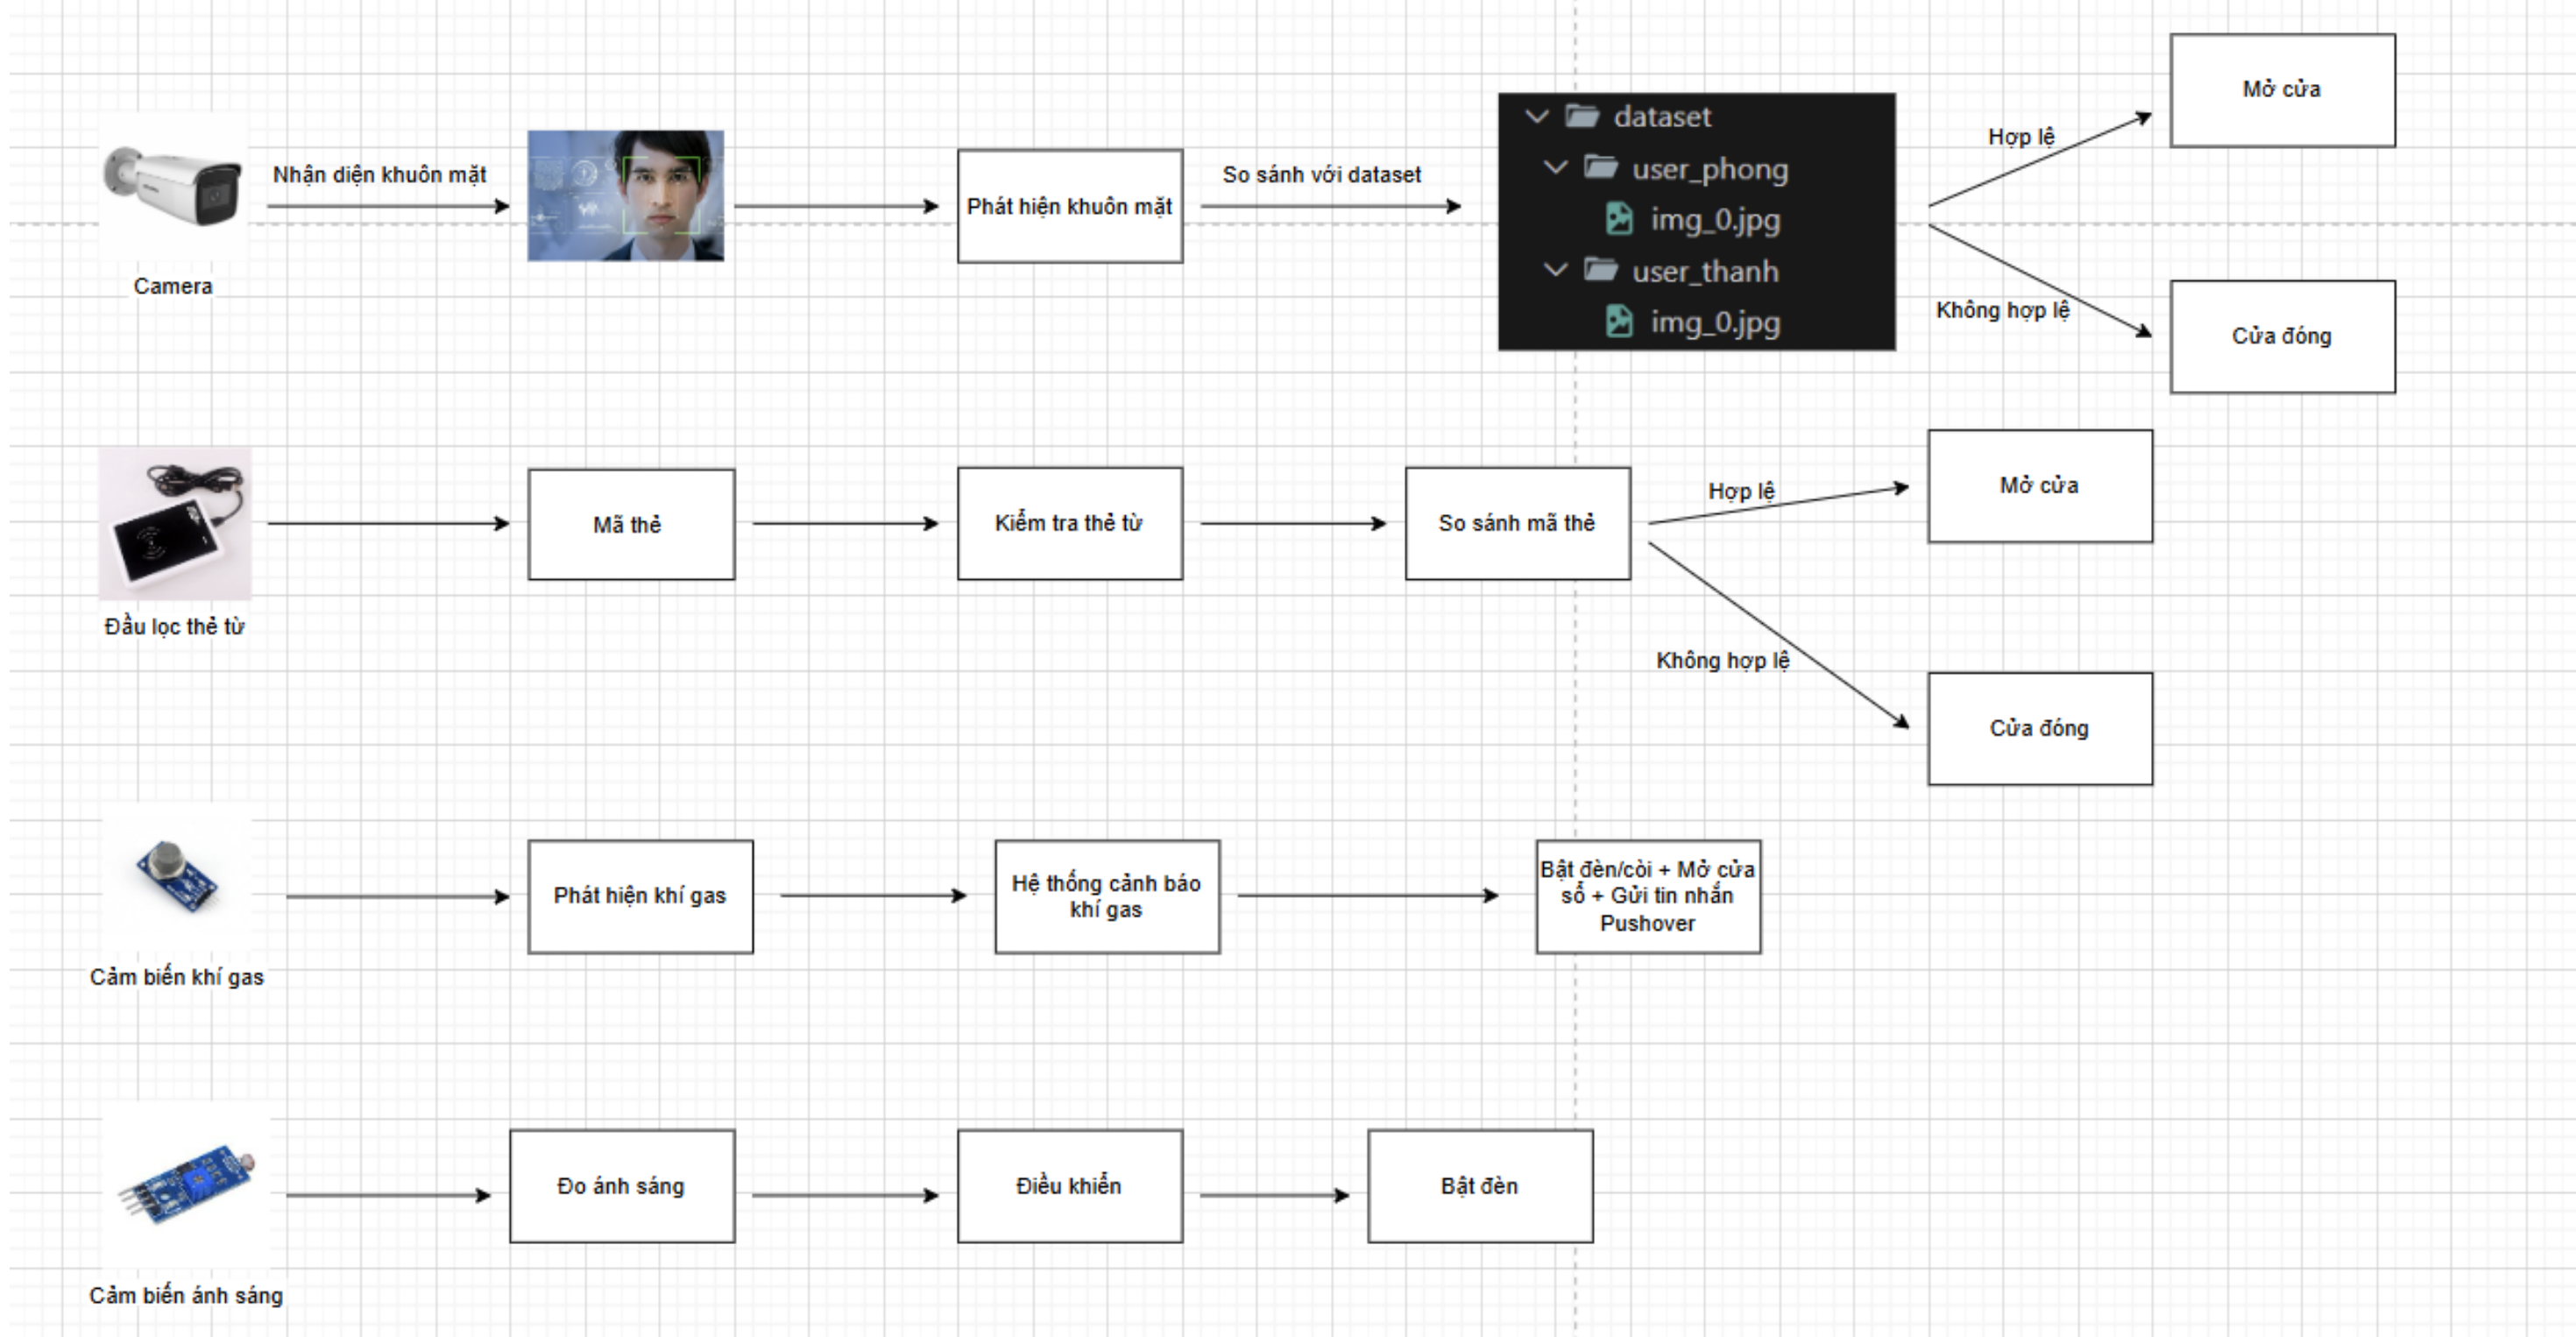 Mở cửa
Hợp lệ
dataset
user_phong
img_0.jpg
user_thanh
img_0.jpg
Nhận diện khuôn mặt
Phát hiện khuôn mặt
So sánh với dataset
Camera
Không hợp lệ
Cửa đóng
Mã thẻ
Kiểm tra thẻ từ
So sánh mã thẻ
Hợp lệ
Mở cửa
Đầu lọc thẻ từ
Không hợp lệ
Cửa đóng
Phát hiện khí gas
Hệ thống cảnh báo
khí gas
Bật đèn/còi + Mở cửa
sổ + Gửi tin nhắn
Pushover
Cảm biến khí gas
Đo ánh sáng
Điều khiển
Bật đèn
Cảm biến ánh sáng